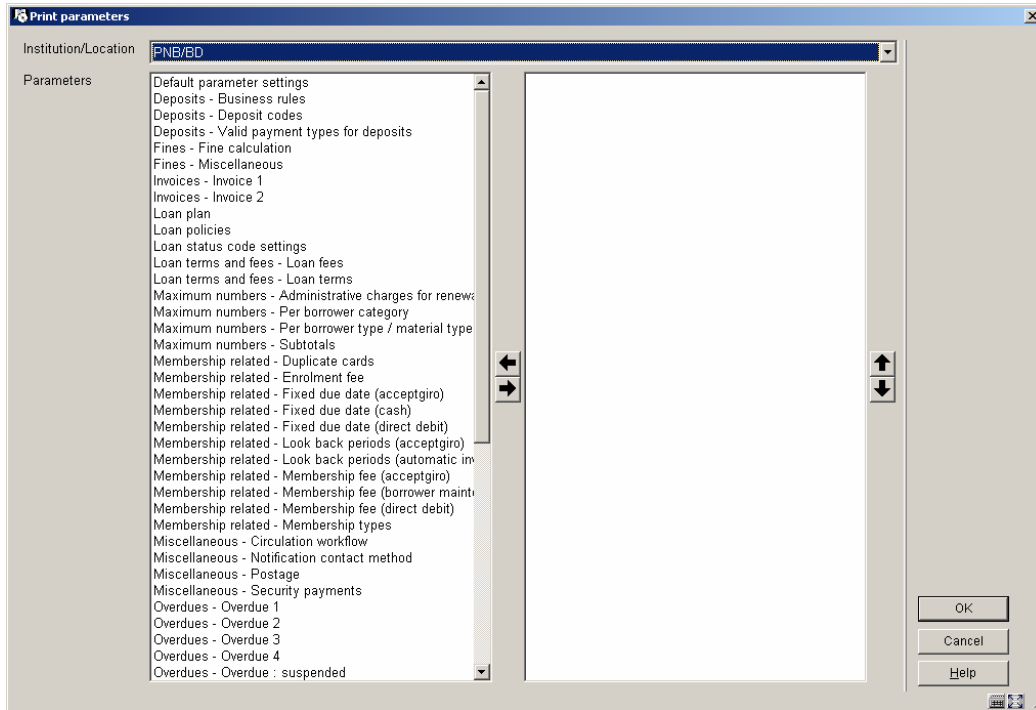 Print parameters
Institution/Location PNB/BD
Parameters
Default parameter settings
Deposits - Business rules
Deposits - Deposit codes
Deposits - Valid payment types for deposits
Fines - Fine calculation
Fines - Miscellaneous
Invoices - Invoice 1
Invoices - Invoice 2
Loan plan
Loan policies
Loan status code settings
Loan terms and fees - Loan fees
Loan terms and fees - Loan terms
Maximum numbers - Administrative charges for renewa
Maximum numbers - Per borrower category
Maximum numbers - Per borrower type / material type
Maximum numbers - Subtotals
Membership related - Duplicate cards
Membership related - Enrolment fee
Membership related - Fixed due date (acceptgiro)
Membership related - Fixed due date (cash)
Membership related - Fixed due date (direct debit)
Membership related - Look back periods (acceptgiro)
Membership related - Look back periods (automatic inv
Membership related - Membership fee (acceptgiro)
Membership related - Membership fee (borrower mainte
Membership related - Membership fee (direct debit)
Membership related - Membership types
Miscellaneous - Circulation workflow
Miscellaneous - Notification contact method
Miscellaneous - Postage
Miscellaneous - Security payments
Overdues - Overdue 1
Overdues - Overdue 2
Overdues - Overdue 3
Overdues - Overdue 4
Overdues - Overdue : suspended
OK
Cancel
Help